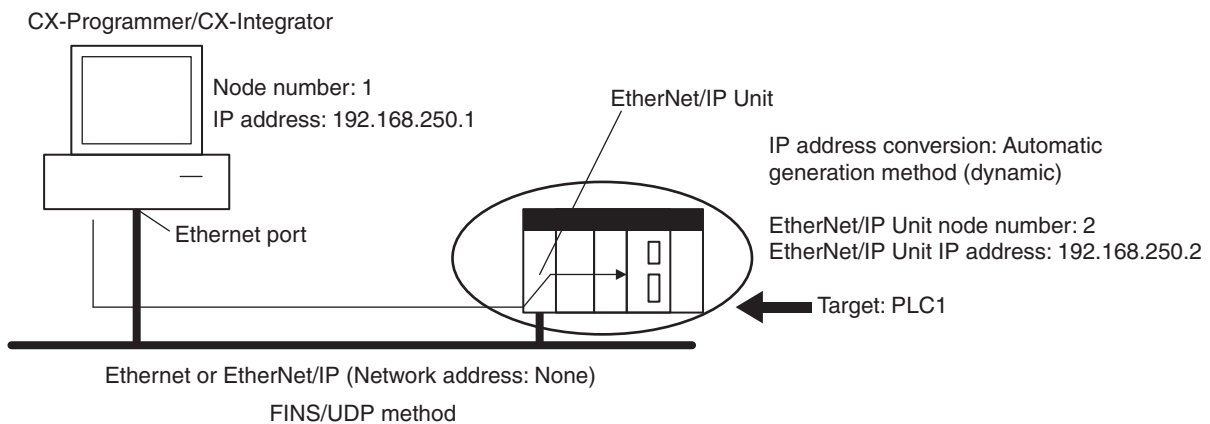 CX-Programmer/CX-Integrator
Node number: 1
IP address: 192.168.250.1
EtherNet/IP Unit
IP address conversion: Automatic
generation method (dynamic)
Ethernet port
EtherNet/IP Unit node number: 2
EtherNet/IP Unit IP address: 192.168.250.2
Target: PLC1
Ethernet or EtherNet/IP (Network address: None)
FINS/UDP method